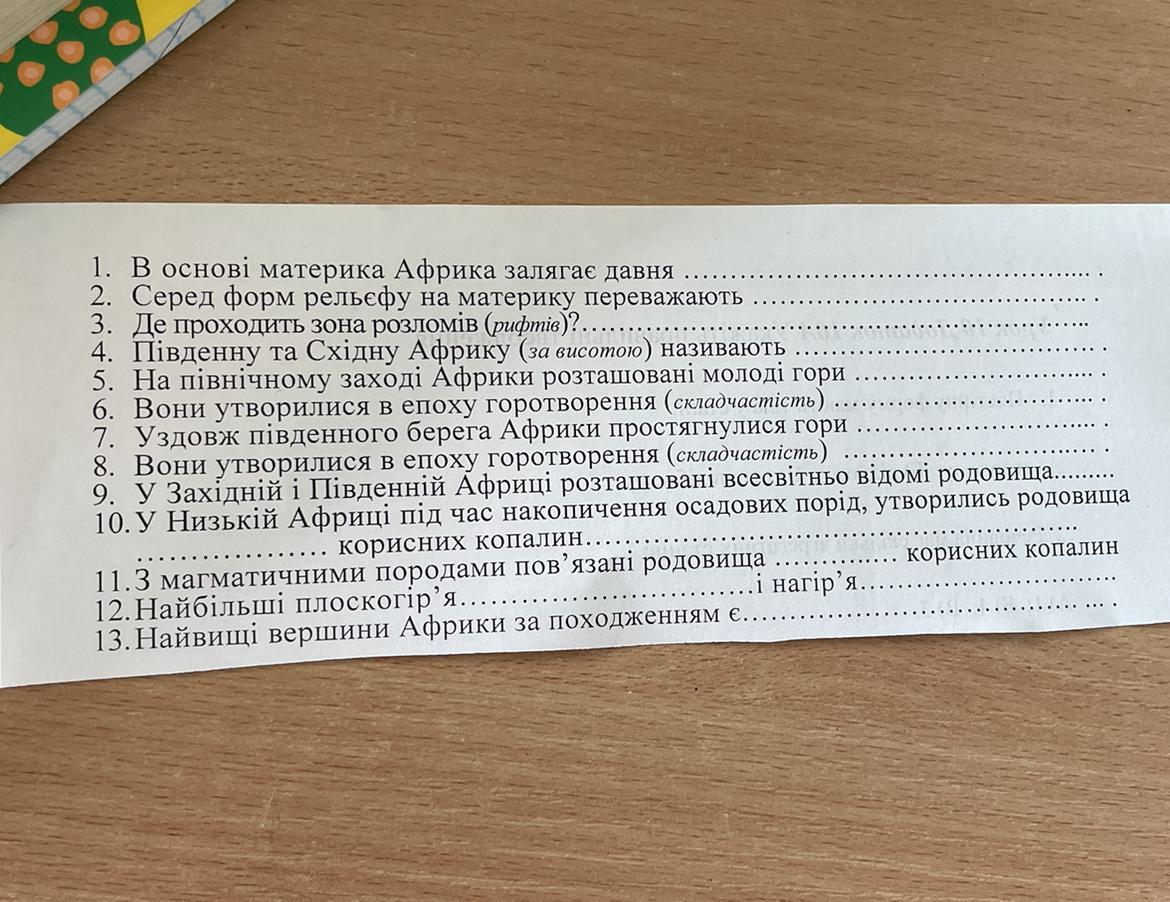 1. В основі материка Африка залягає давня ..................................................... .
2. Серед форм рельєфу на материку переважають ........................................... .
3. Де проходить зона розломів (рифтів)?...............................................................
4. Південну та Східну Африку (за висотою) називають ....................................... .
5. На північному заході Африки розташовані молоді гори ................................ .
6. Вони утворилися в епоху горотворення (складчастість) ................................... .
7. Уздовж південного берега Африки простягнулися гори ................................ .
8. Вони утворилися в епоху горотворення (складчастість) ................................. .
9. У Західній і Південній Африці розташовані всесвітньо відомі родовища.........
10. У Низькій Африці під час накопичення осадових порід, утворились родовища
.................. корисних копалин...............................................................
11. З магматичними породами пов’язані родовища ............... корисних копалин
12. Найбільші плоскогір’я.....................................і нагір’я................................
13. Найвищі вершини Африки за походженням є.......................................... ... .